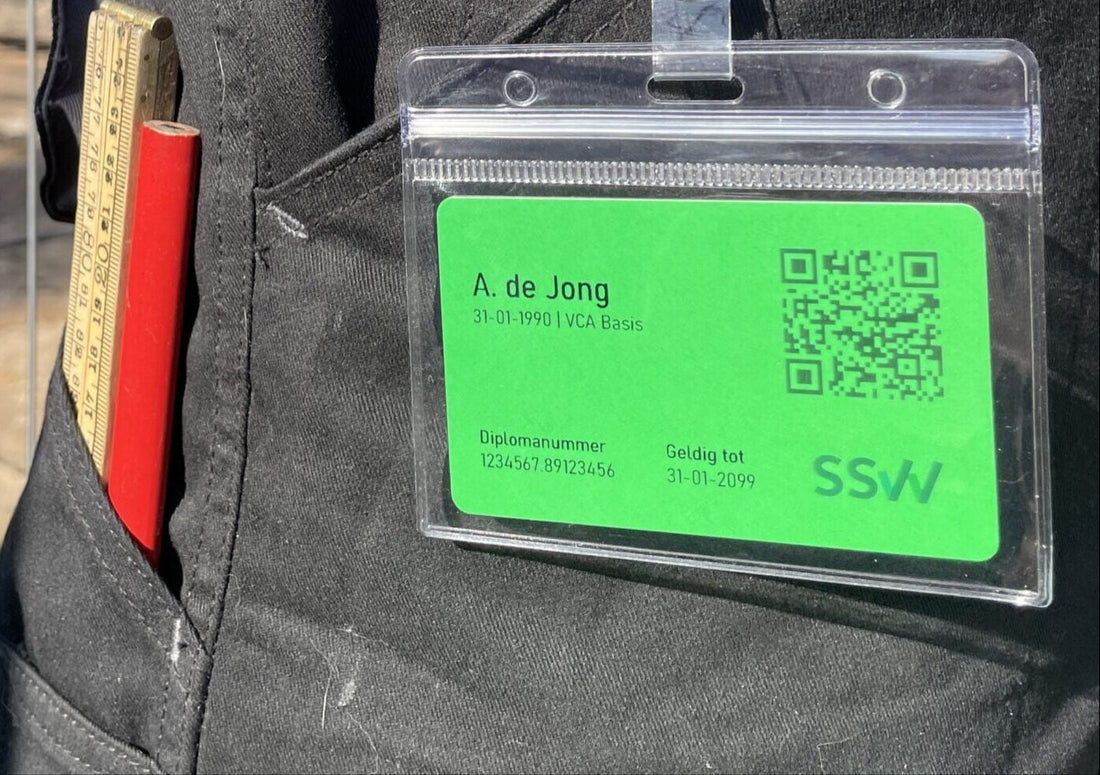 A. de Jong
31-01-1990 | VCA Basis
Diplomanummer
1234567.89123456
Geldig tot
31-01-2099
SSVV